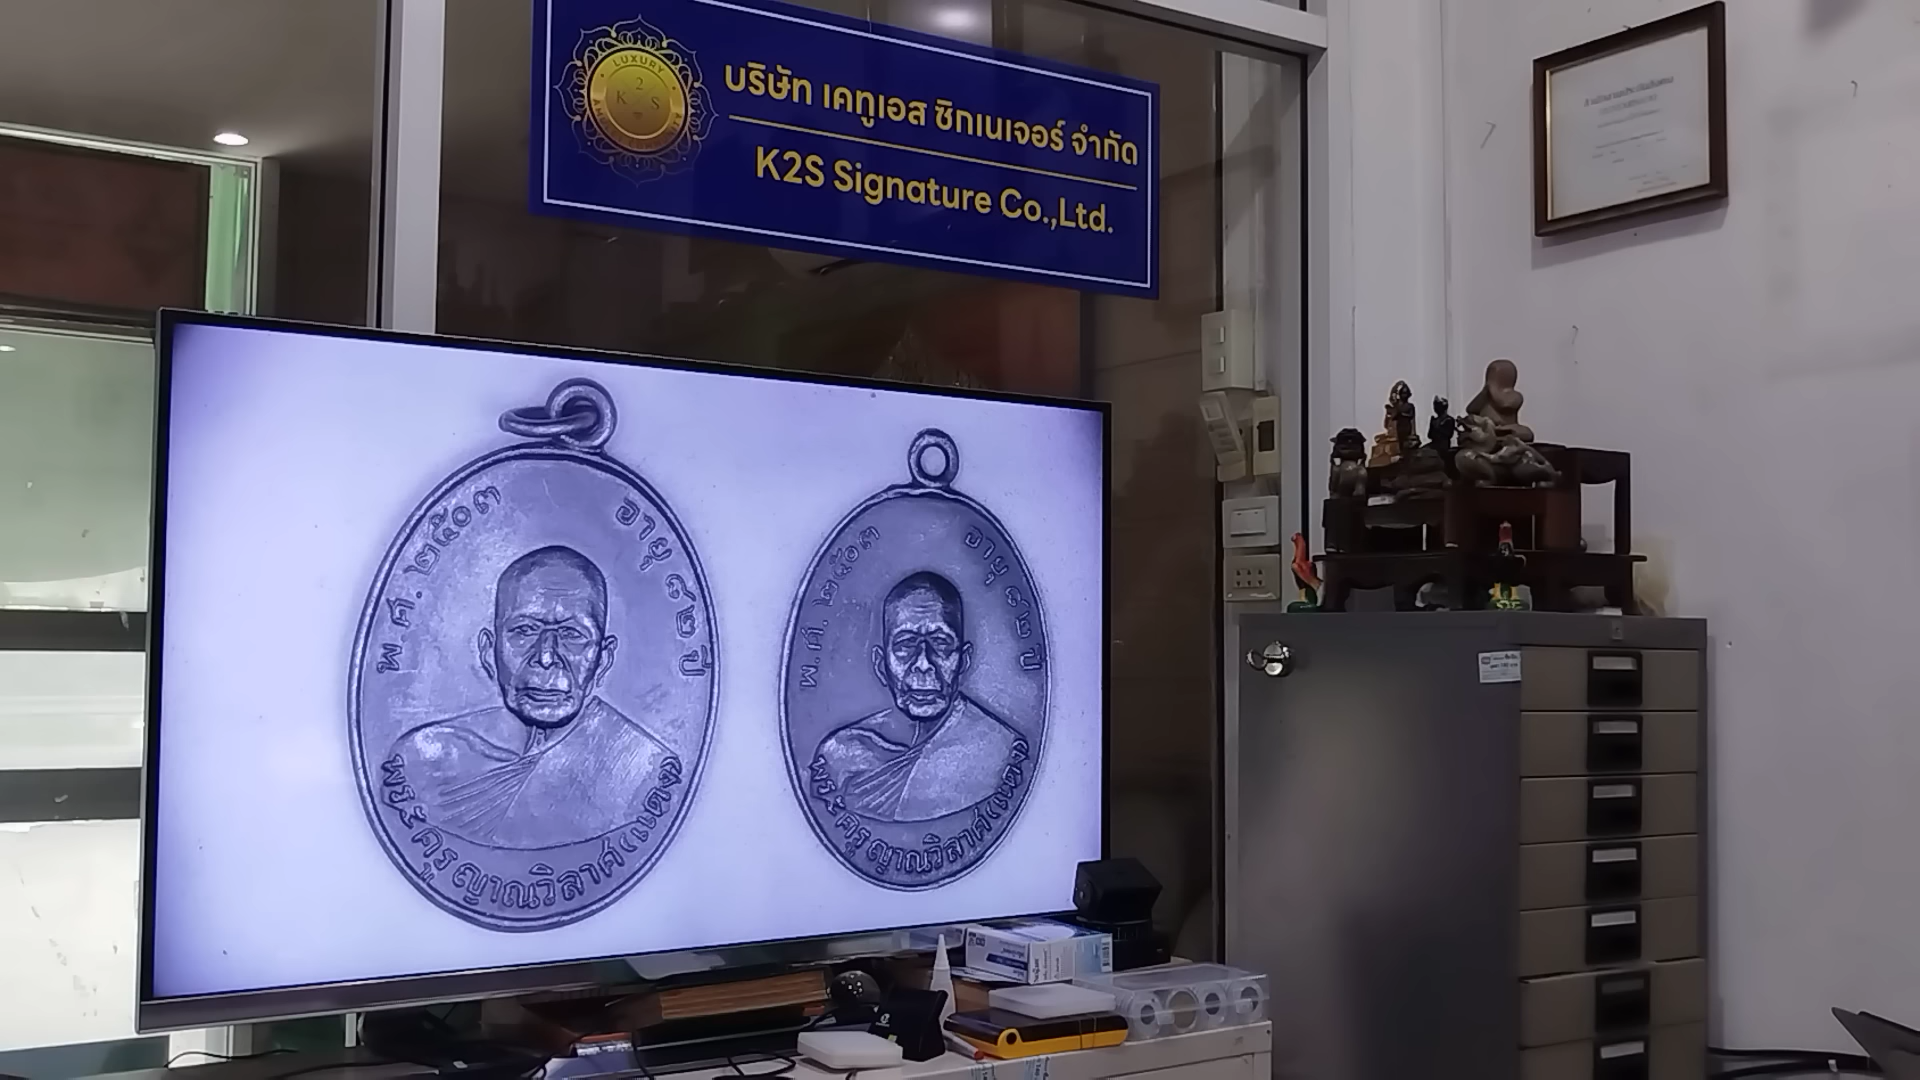 LUXURY
2
K S
บริษัท เคทูเอส ซิกเนเจอร์ จำกัด
K2S Signature Co.,Ltd.
พ.ศ. ๒๕๐๓
อายุ ๘๒ ปี
พระครูญาณวิลาศ(แดง)
พ.ศ. ๒๕๐๓
อายุ ๘๒ ปี
พระครูญาณวิลาศ(แดง)